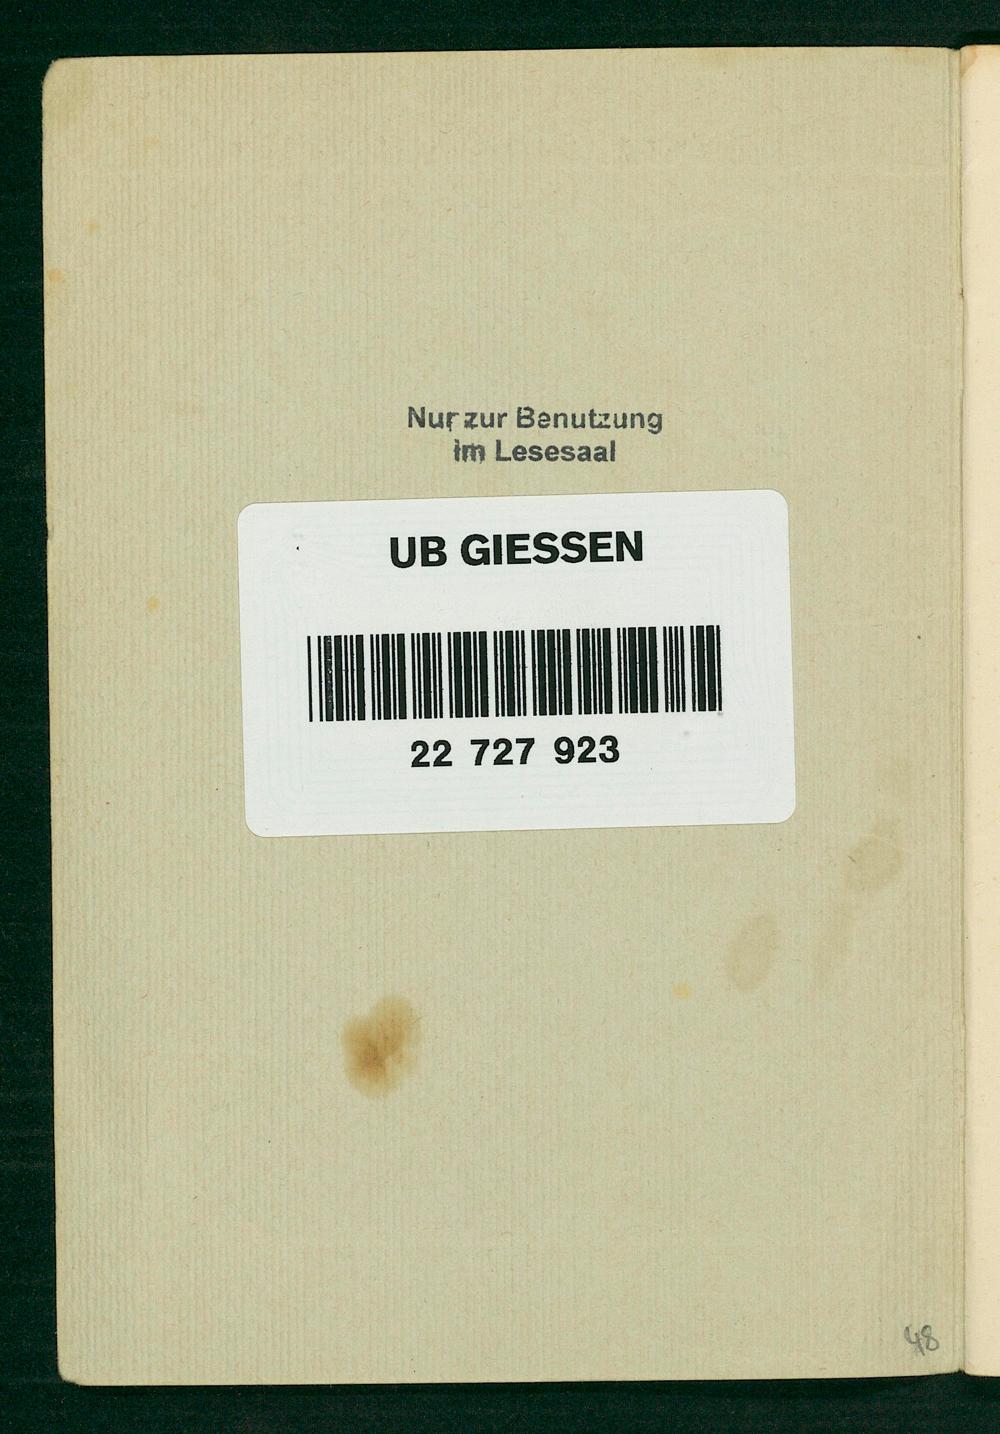 Nur zur Benutzung
im Lesesaal
UB GIESSEN
22 727 923
48